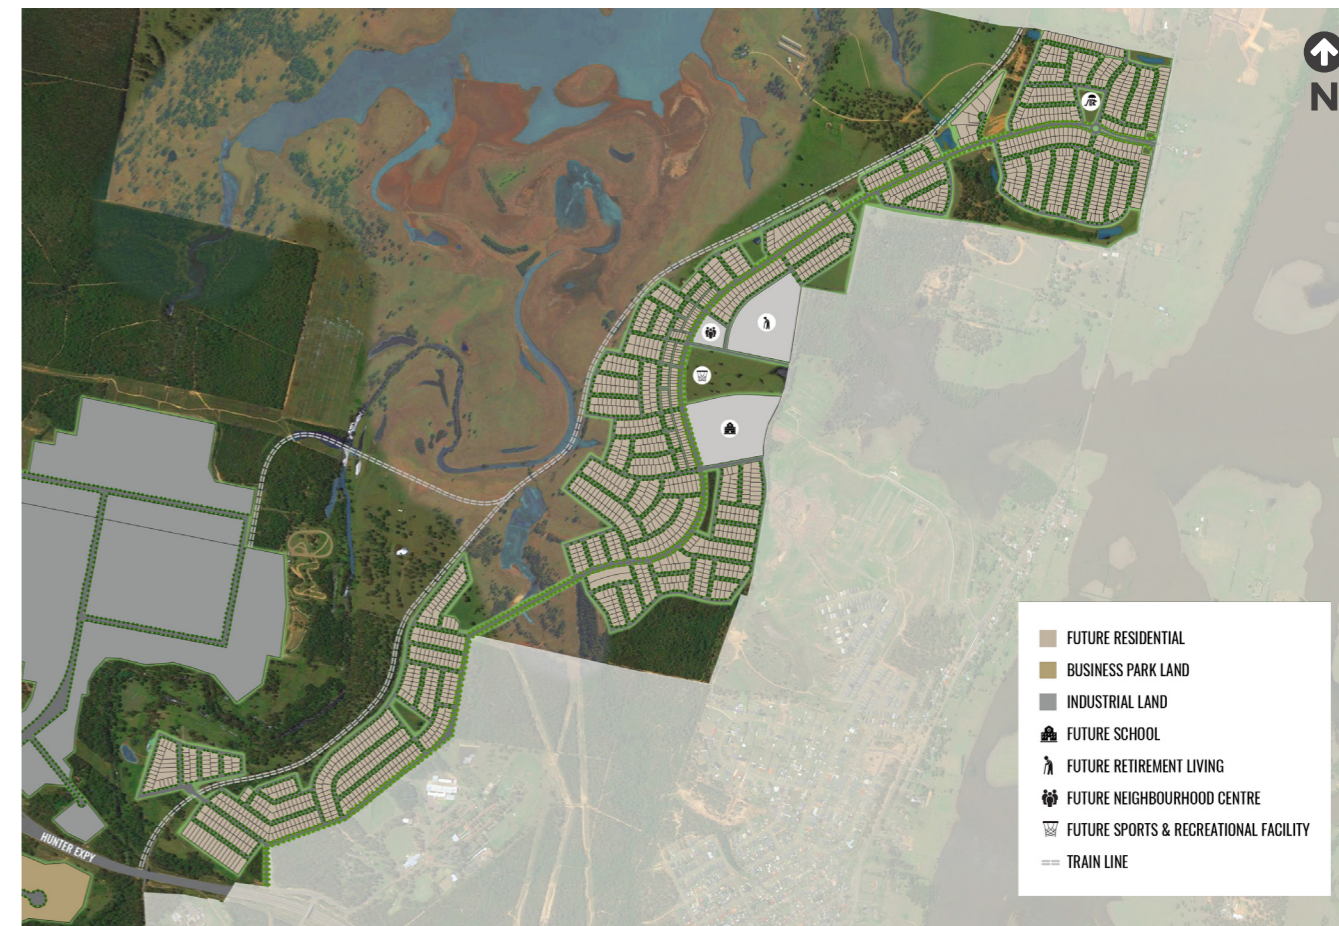 N
HUNTER EXPY
FUTURE RESIDENTIAL
BUSINESS PARK LAND
INDUSTRIAL LAND
FUTURE SCHOOL
FUTURE RETIREMENT LIVING
FUTURE NEIGHBOURHOOD CENTRE
FUTURE SPORTS & RECREATIONAL FACILITY
TRAIN LINE